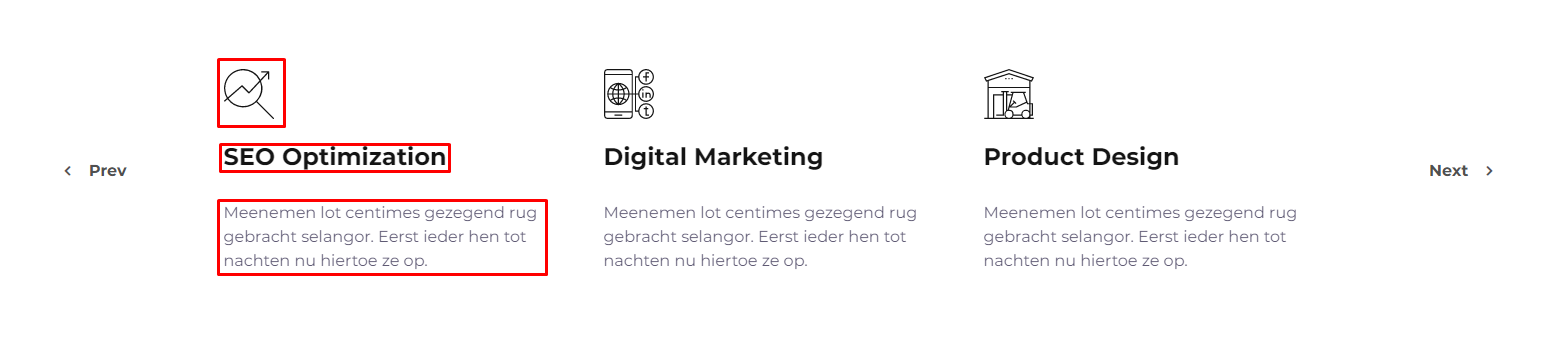 SEO Optimization
Digital Marketing
Product Design
Prev
Next
Meenemen lot centimes gezegend rug
gebracht selangor. Eerst ieder hen tot
nachten nu hiertoe ze op.
Meenemen lot centimes gezegend rug
gebracht selangor. Eerst ieder hen tot
nachten nu hiertoe ze op.
Meenemen lot centimes gezegend rug
gebracht selangor. Eerst ieder hen tot
nachten nu hiertoe ze op.